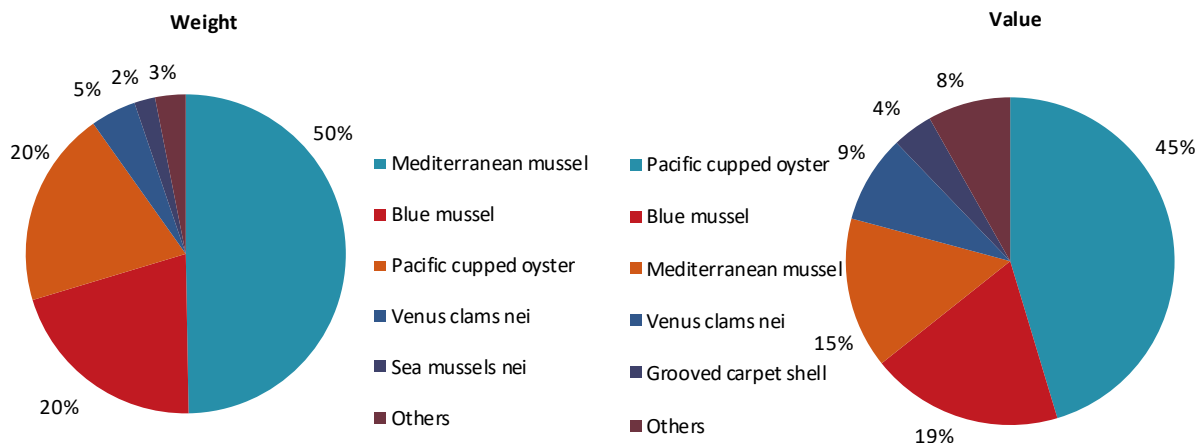 Weight
50%
20%
20%
5%
2%
3%
Mediterranean mussel
Blue mussel
Pacific cupped oyster
Venus clams nei
Sea mussels nei
Others
Value
45%
19%
15%
9%
4%
8%
Pacific cupped oyster
Blue mussel
Mediterranean mussel
Venus clams nei
Grooved carpet shell
Others